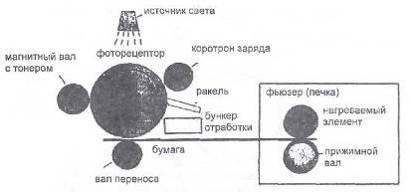 источник света
фоторецептор
магнитный вал
с тонером
коротрон заряда
ракель
бункер
отработки
бумага
вал переноса
фьюзер (печка)
нагреваемый
элемент
прижимной
вал